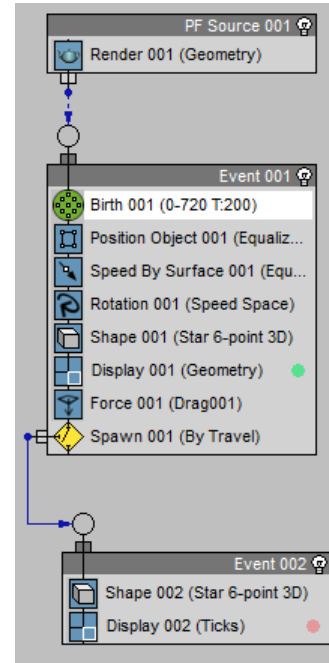 PF Source 001
Render 001 (Geometry)
Event 001
Birth 001 (0-720 T:200)
Position Object 001 (Equaliz...
Speed By Surface 001 (Equ...
Rotation 001 (Speed Space)
Shape 001 (Star 6-point 3D)
Display 001 (Geometry)
Force 001 (Drag001)
Spawn 001 (By Travel)
Event 002
Shape 002 (Star 6-point 3D)
Display 002 (Ticks)